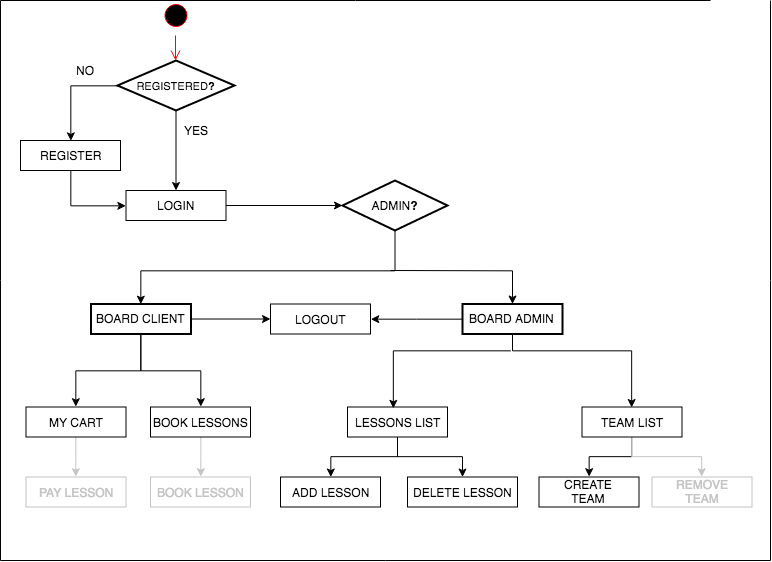 NO
REGISTERED?
YES
REGISTER
LOGIN
ADMIN?
BOARD CLIENT
LOGOUT
BOARD ADMIN
MY CART
BOOK LESSONS
LESSONS LIST
TEAM LIST
PAY LESSON
BOOK LESSON
ADD LESSON
DELETE LESSON
CREATE
TEAM
REMOVE
TEAM